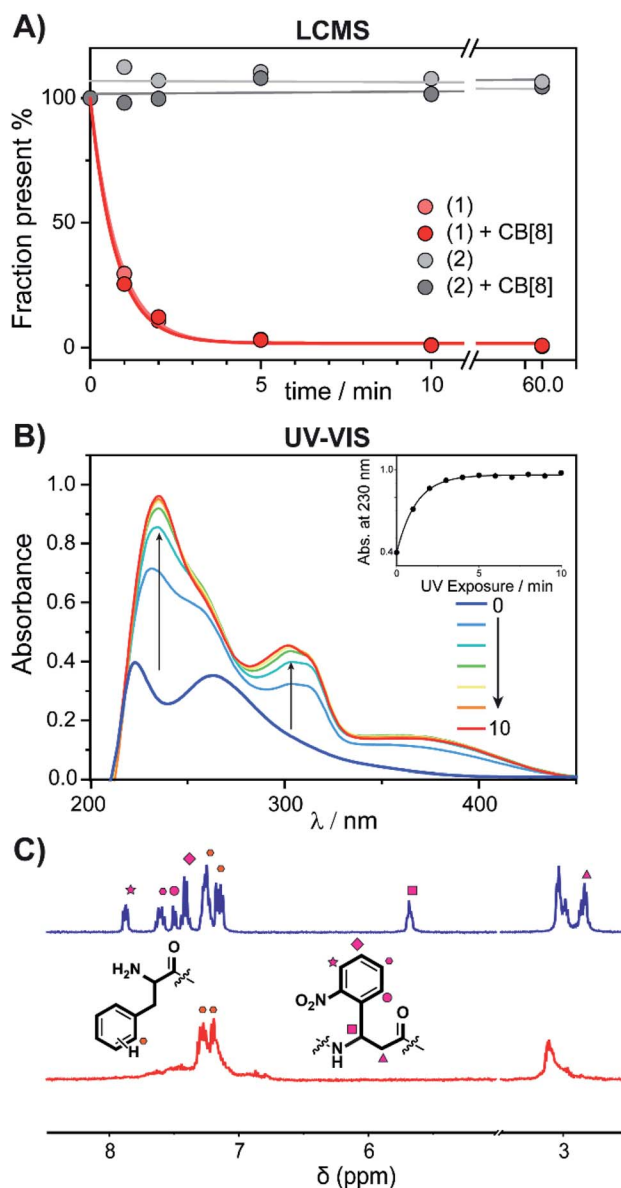 A) LCMS
Fraction present %
100
50
0
(1)
(1) + CB[8]
(2)
(2) + CB[8]
0 5 10 60.0
time / min
B) UV-VIS
Absorbance
1.0
0.8
0.6
0.4
0.2
0.0
Abs. at 230 nm
1.0
0.4
0 5 10
UV Exposure / min
0
10
200 300 400
λ / nm
C)
O
H₂N
H
NO₂
O
N
H
8 7 6 3
δ (ppm)